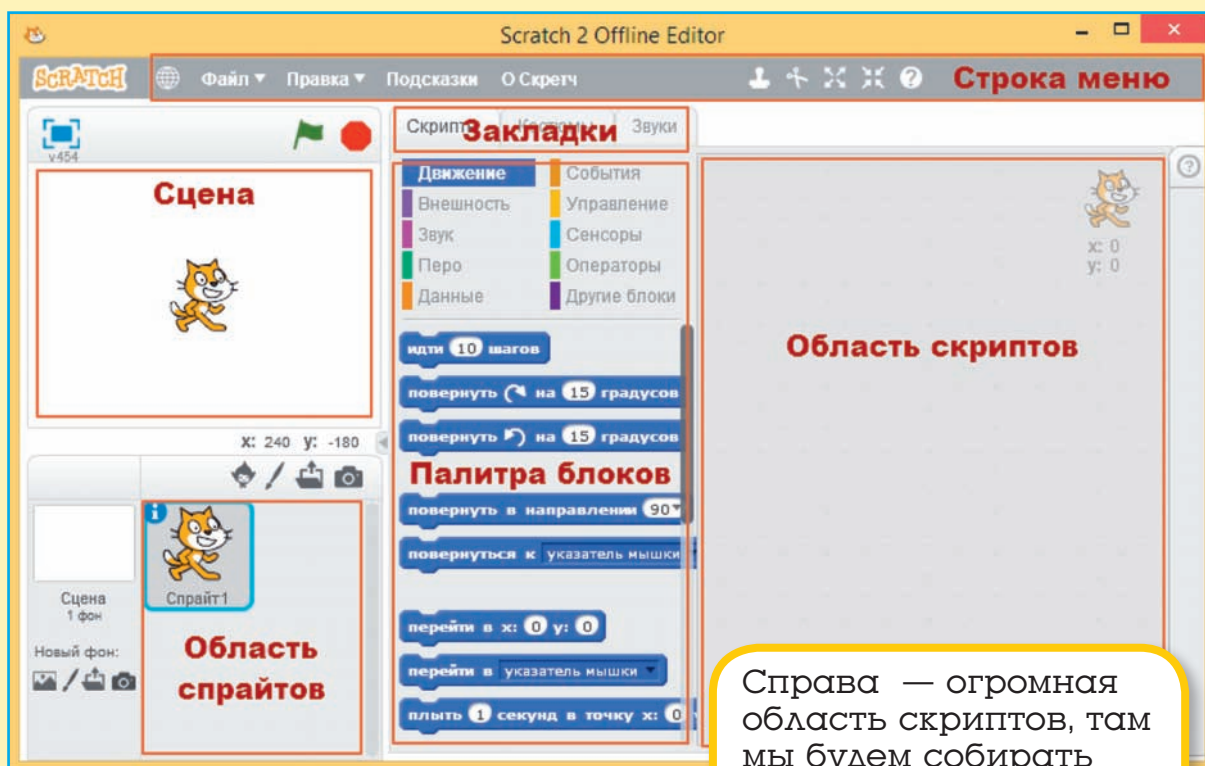 Scratch 2 Offline Editor
SCRATCH Файл Правка Подсказки О Скретч Строка меню
v454
Сцена
x: 240 y: -180
Сцена
1 фон
Новый фон:
Спрайт1
Область
спрайтов
Скрипты Звуки
Закладки
Движение События
Внешность Управление
Звук Сенсоры
Перо Операторы
Данные Другие блоки
идти 10 шагов
повернуть на 15 градусов
повернуть на 15 градусов
Палитра блоков
повернуть в направлении 90
повернуться к указатель мышки
перейти в x: 0 y: 0
перейти в указатель мышки
плыть 1 секунд в точку x: 0
x: 0
y: 0
Область скриптов
Справа — огромная
область скриптов, там
мы будем собирать